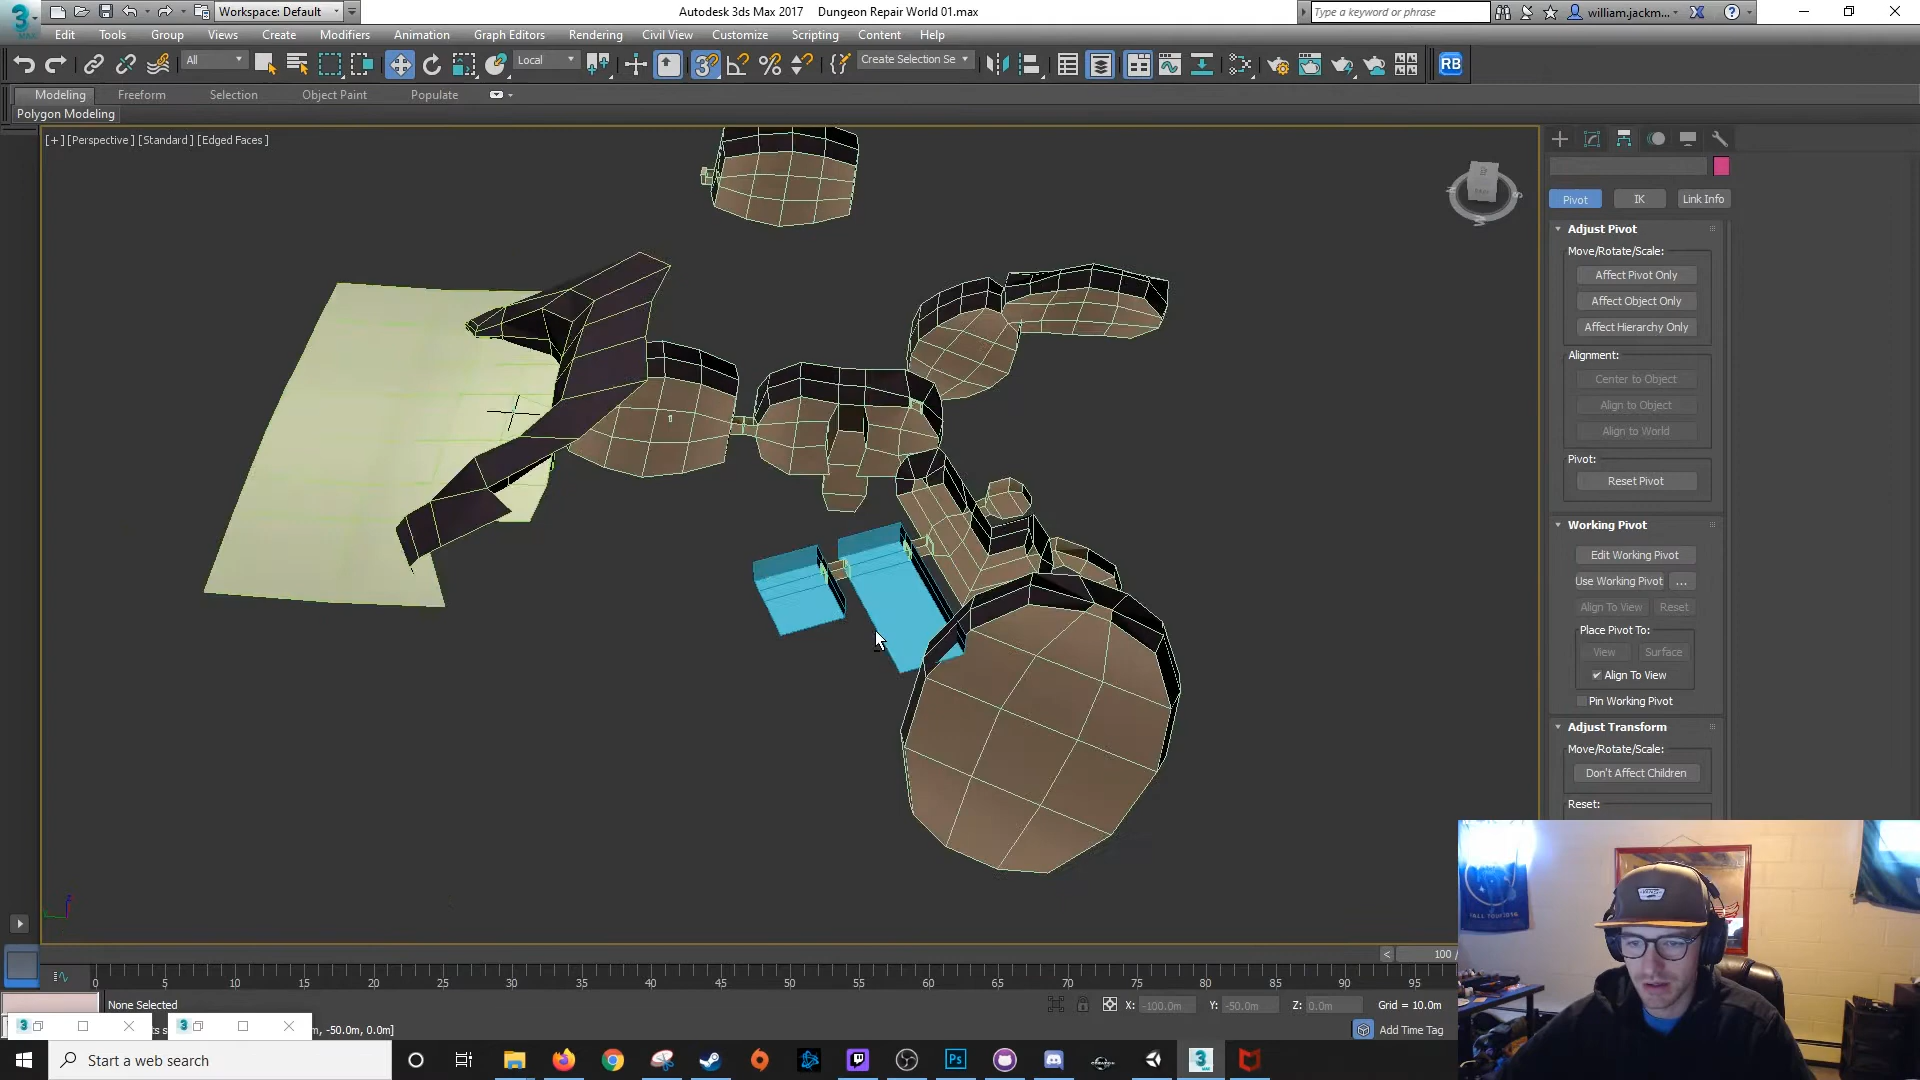 Workspace: Default
Autodesk 3ds Max 2017 Dungeon Repair World 01.max
Type a keyword or phrase
william.jackm...
Edit Tools Group Views Create Modifiers Animation Graph Editors Rendering Civil View Customize Scripting Content Help
All
Local
Create Selection Se
RB
Modeling Freeform Selection Object Paint Populate
Polygon Modeling
[+] [Perspective] [Standard] [Edged Faces]
Pivot IK Link Info
Adjust Pivot
Move/Rotate/Scale:
Affect Pivot Only
Affect Object Only
Affect Hierarchy Only
Alignment:
Center to Object
Align to Object
Align to World
Pivot:
Reset Pivot
Working Pivot
Edit Working Pivot
Use Working Pivot ...
Align To View Reset
Place Pivot To:
View Surface
Align To View
Pin Working Pivot
Adjust Transform
Move/Rotate/Scale:
Don't Affect Children
Reset:
< 100 /
0 5 10 15 20 25 30 35 40 45 50 55 60 65 70 75 80 85 90 95
None Selected
X: -100.0m Y: -50.0m Z: 0.0m Grid = 10.0m
m, -50.0m, 0.0m]
Add Time Tag
Start a web search
Ps
3